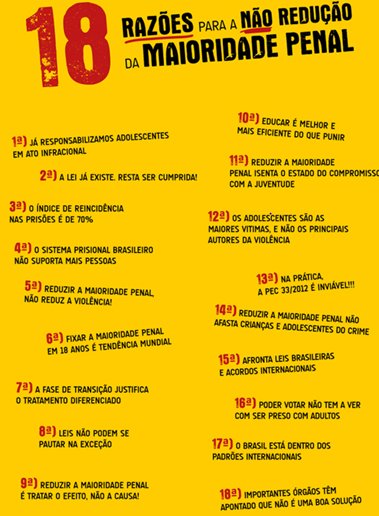 18 RAZÕES PARA A NÃO REDUÇÃO
DA MAIORIDADE PENAL
1ª) JÁ RESPONSABILIZAMOS ADOLESCENTES
EM ATO INFRACIONAL
2ª) A LEI JÁ EXISTE. RESTA SER CUMPRIDA!
3ª) O ÍNDICE DE REINCIDÊNCIA
NAS PRISÕES É DE 70%
4ª) O SISTEMA PRISIONAL BRASILEIRO
NÃO SUPORTA MAIS PESSOAS
5ª) REDUZIR A MAIORIDADE PENAL,
NÃO REDUZ A VIOLÊNCIA!
6ª) FIXAR A MAIORIDADE PENAL
EM 18 ANOS É TENDÊNCIA MUNDIAL
7ª) A FASE DE TRANSIÇÃO JUSTIFICA
O TRATAMENTO DIFERENCIADO
8ª) LEIS NÃO PODEM SE
PAUTAR NA EXCEÇÃO
9ª) REDUZIR A MAIORIDADE PENAL
É TRATAR O EFEITO, NÃO A CAUSA!
10ª) EDUCAR É MELHOR E
MAIS EFICIENTE DO QUE PUNIR
11ª) REDUZIR A MAIORIDADE
PENAL ISENTA O ESTADO DO COMPROMISSO
COM A JUVENTUDE
12ª) OS ADOLESCENTES SÃO AS
MAIORES VITIMAS, E NÃO OS PRINCIPAIS
AUTORES DA VIOLÊNCIA
13ª) NA PRÁTICA,
A PEC 33/2012 É INVIÁVEL!!!
14ª) REDUZIR A MAIORIDADE PENAL NÃO
AFASTA CRIANÇAS E ADOLESCENTES DO CRIME
15ª) AFRONTA LEIS BRASILEIRAS
E ACORDOS INTERNACIONAIS
16ª) PODER VOTAR NÃO TEM A VER
COM SER PRESO COM ADULTOS
17ª) O BRASIL ESTÁ DENTRO DOS
PADRÕES INTERNACIONAIS
18ª) IMPORTANTES ÓRGÃOS TÊM
APONTADO QUE NÃO É UMA BOA SOLUÇÃO